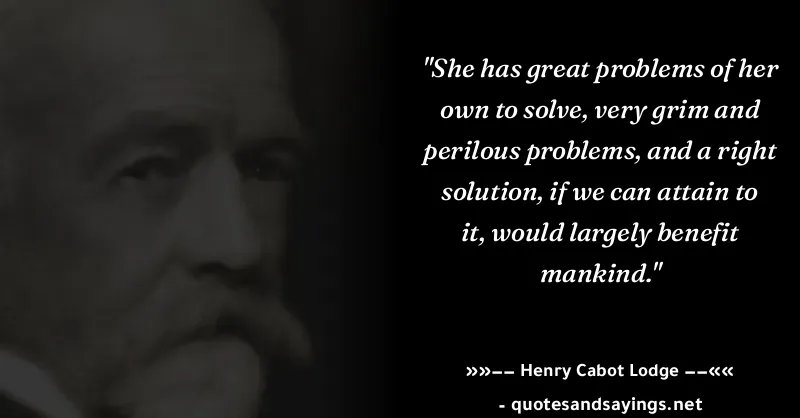 "She has great problems of her
own to solve, very grim and
perilous problems, and a right
solution, if we can attain to
it, would largely benefit
mankind."
»»−− Henry Cabot Lodge −−««
- quotesandsayings.net